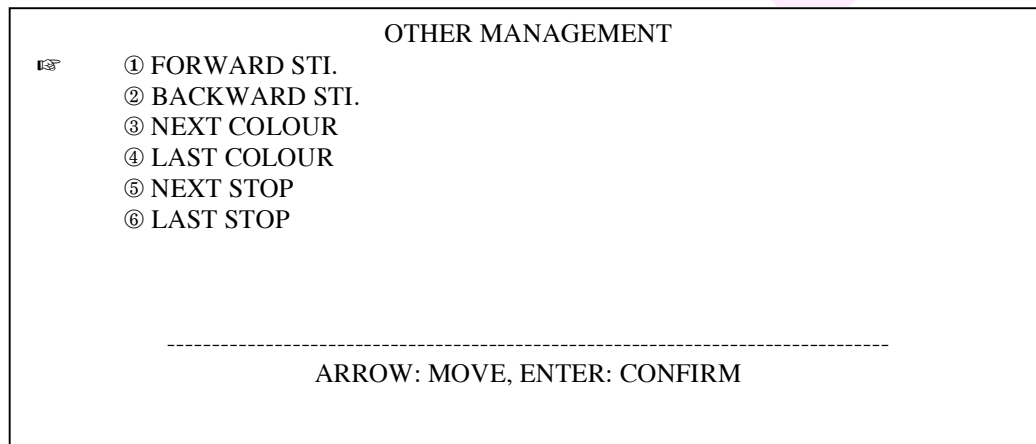 OTHER MANAGEMENT
☞ ① FORWARD STI.
② BACKWARD STI.
③ NEXT COLOUR
④ LAST COLOUR
⑤ NEXT STOP
⑥ LAST STOP
--------------------------------------------------------------------------------
ARROW: MOVE, ENTER: CONFIRM